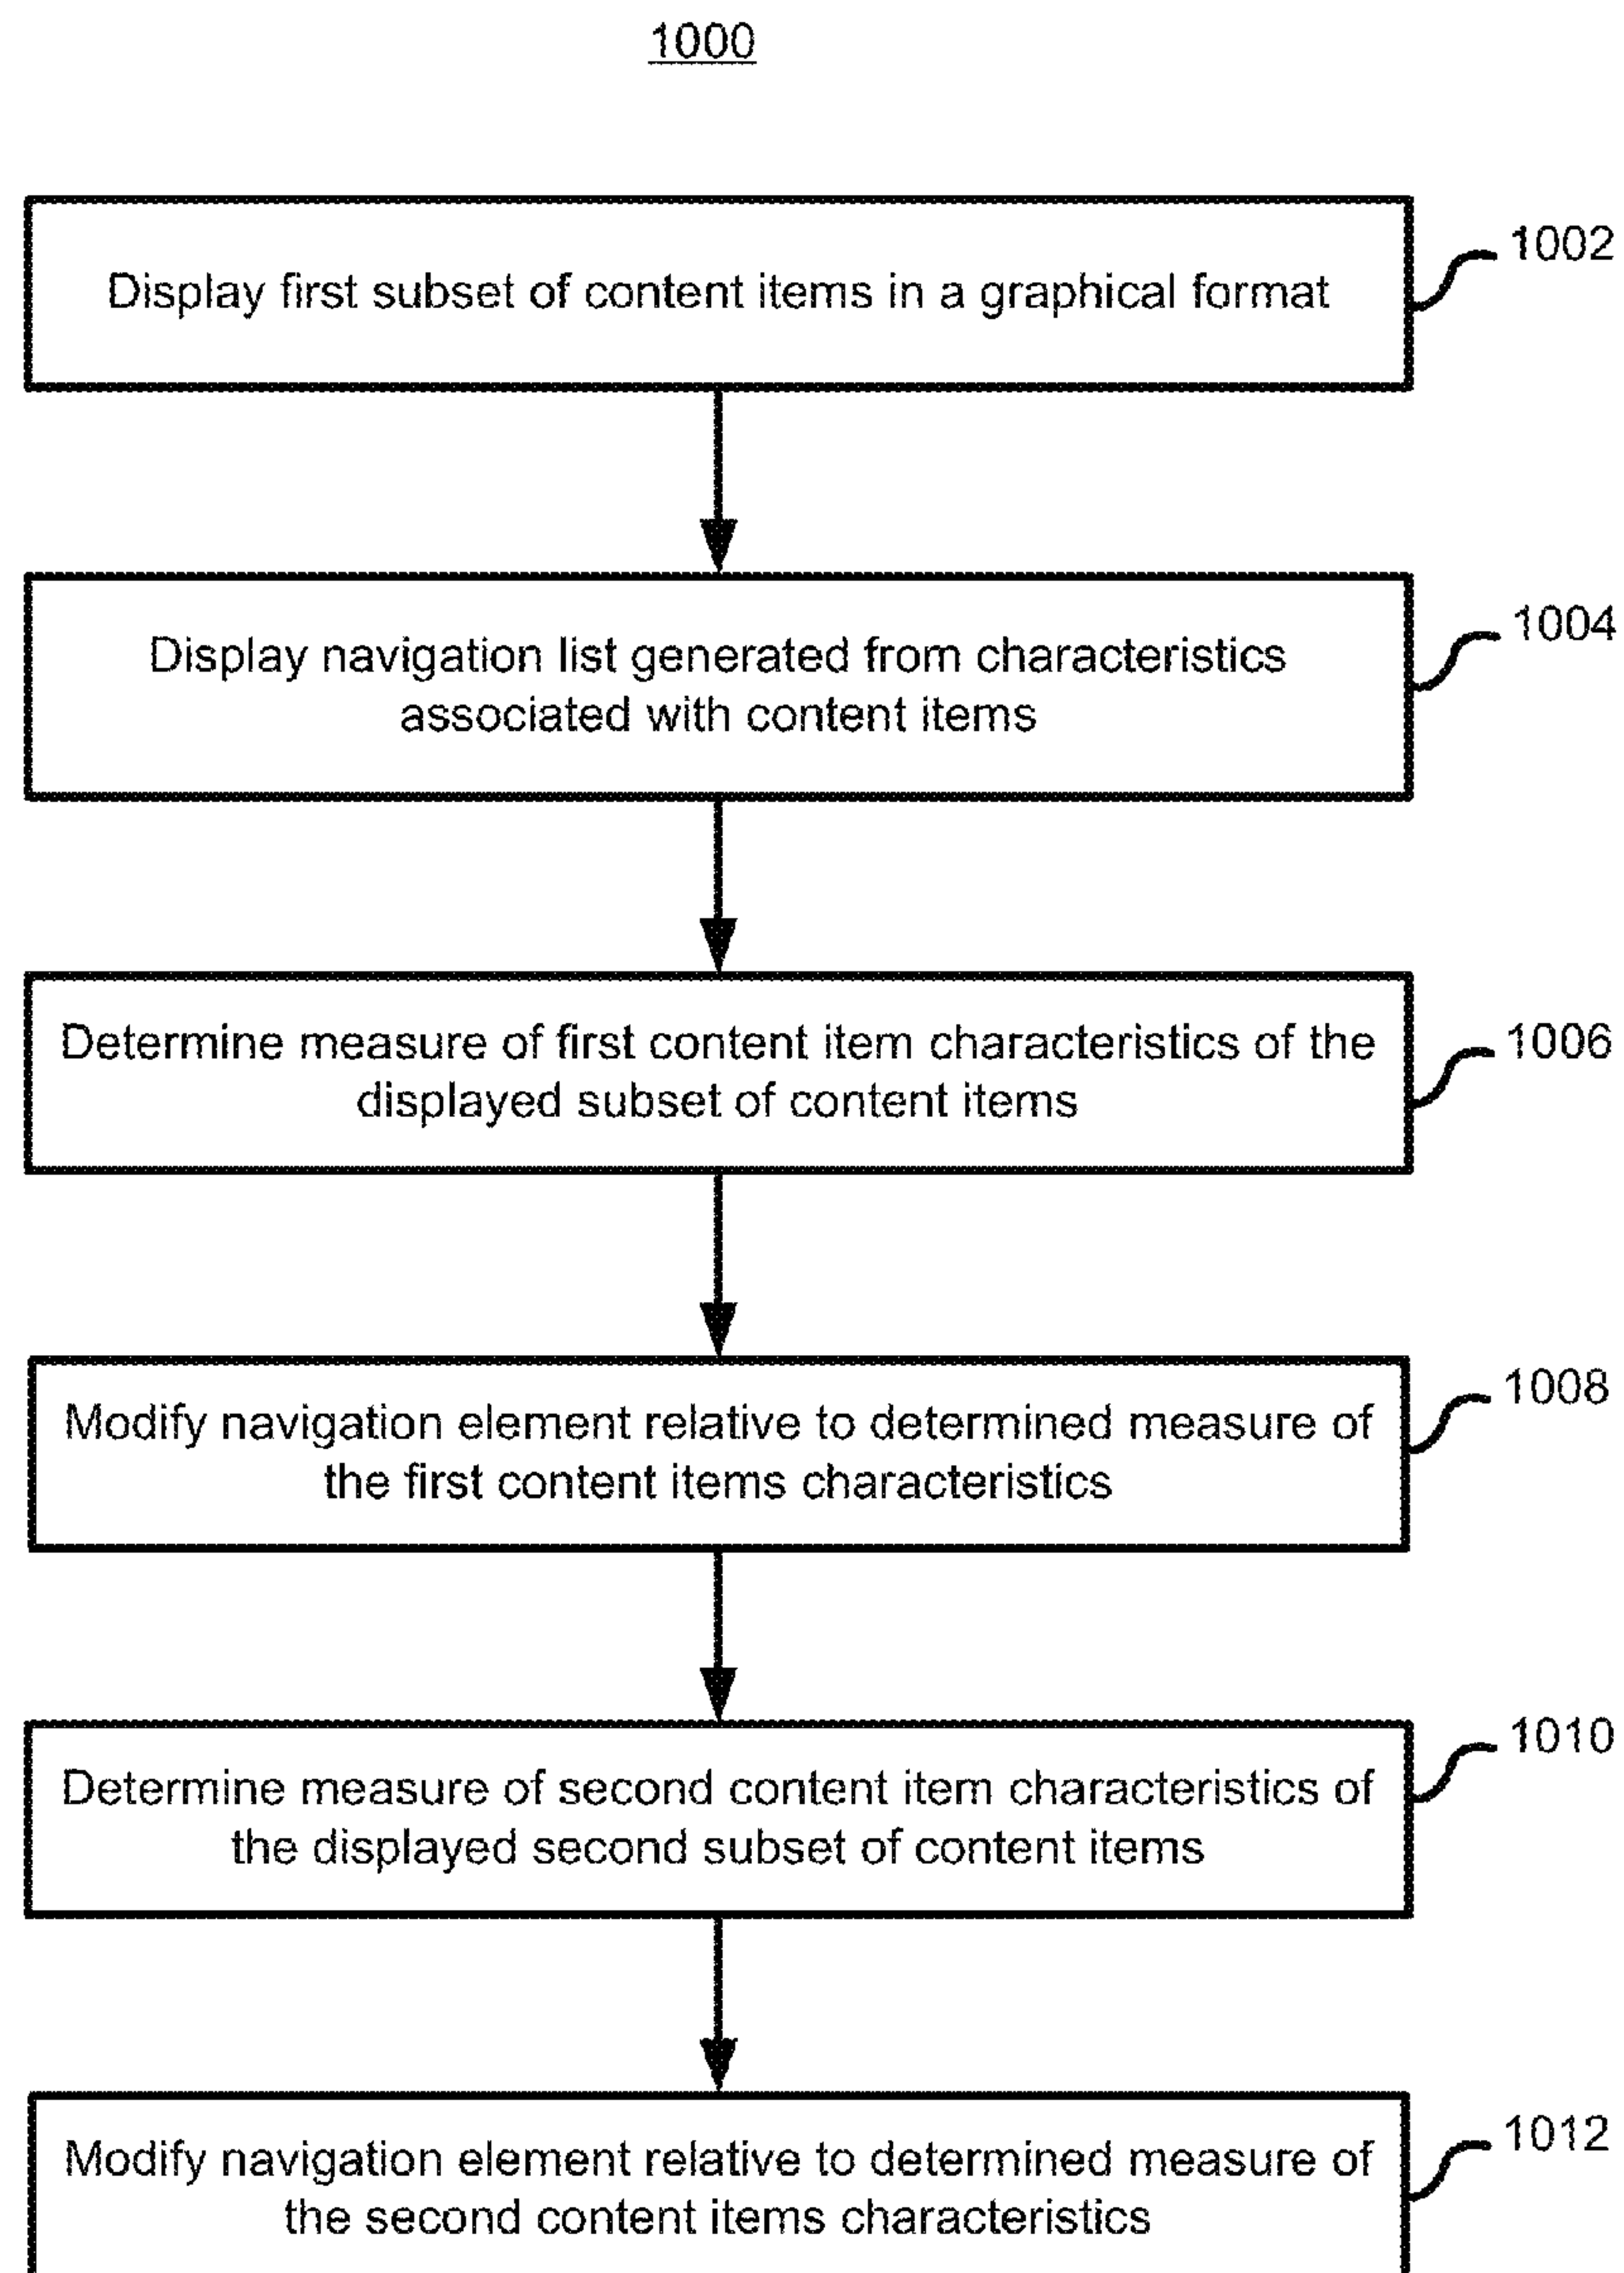 1000
Display first subset of content items in a graphical format
1002
Display navigation list generated from characteristics
associated with content items
1004
Determine measure of first content item characteristics of the
displayed subset of content items
1006
Modify navigation element relative to determined measure of
the first content items characteristics
1008
Determine measure of second content item characteristics of
the displayed second subset of content items
1010
Modify navigation element relative to determined measure of
the second content items characteristics
1012